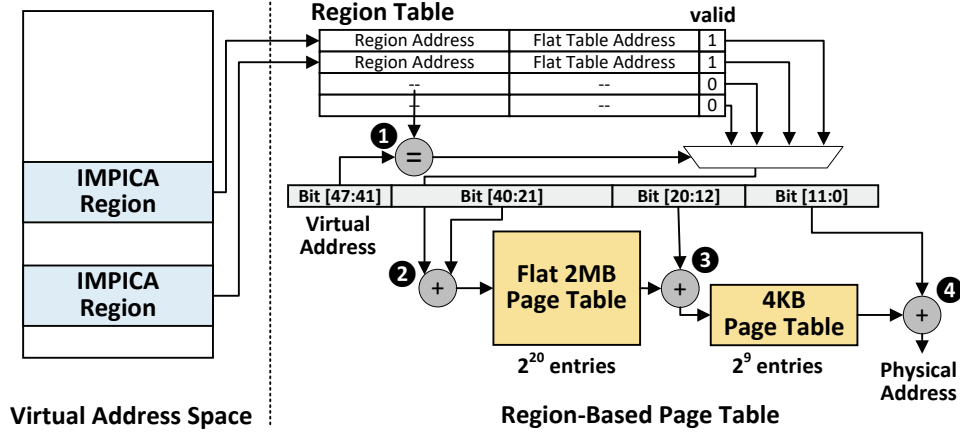 Region Table
valid
Region Address Flat Table Address 1
Region Address Flat Table Address 1
-- -- 0
-- -- 0
1
=
IMPICA
Region
Bit [47:41] Bit [40:21] Bit [20:12] Bit [11:0]
Virtual
Address
IMPICA
Region
2
+
Flat 2MB
Page Table
3
+
4KB
Page Table
4
+
2^20 entries
2^9 entries
Physical
Address
Virtual Address Space
Region-Based Page Table